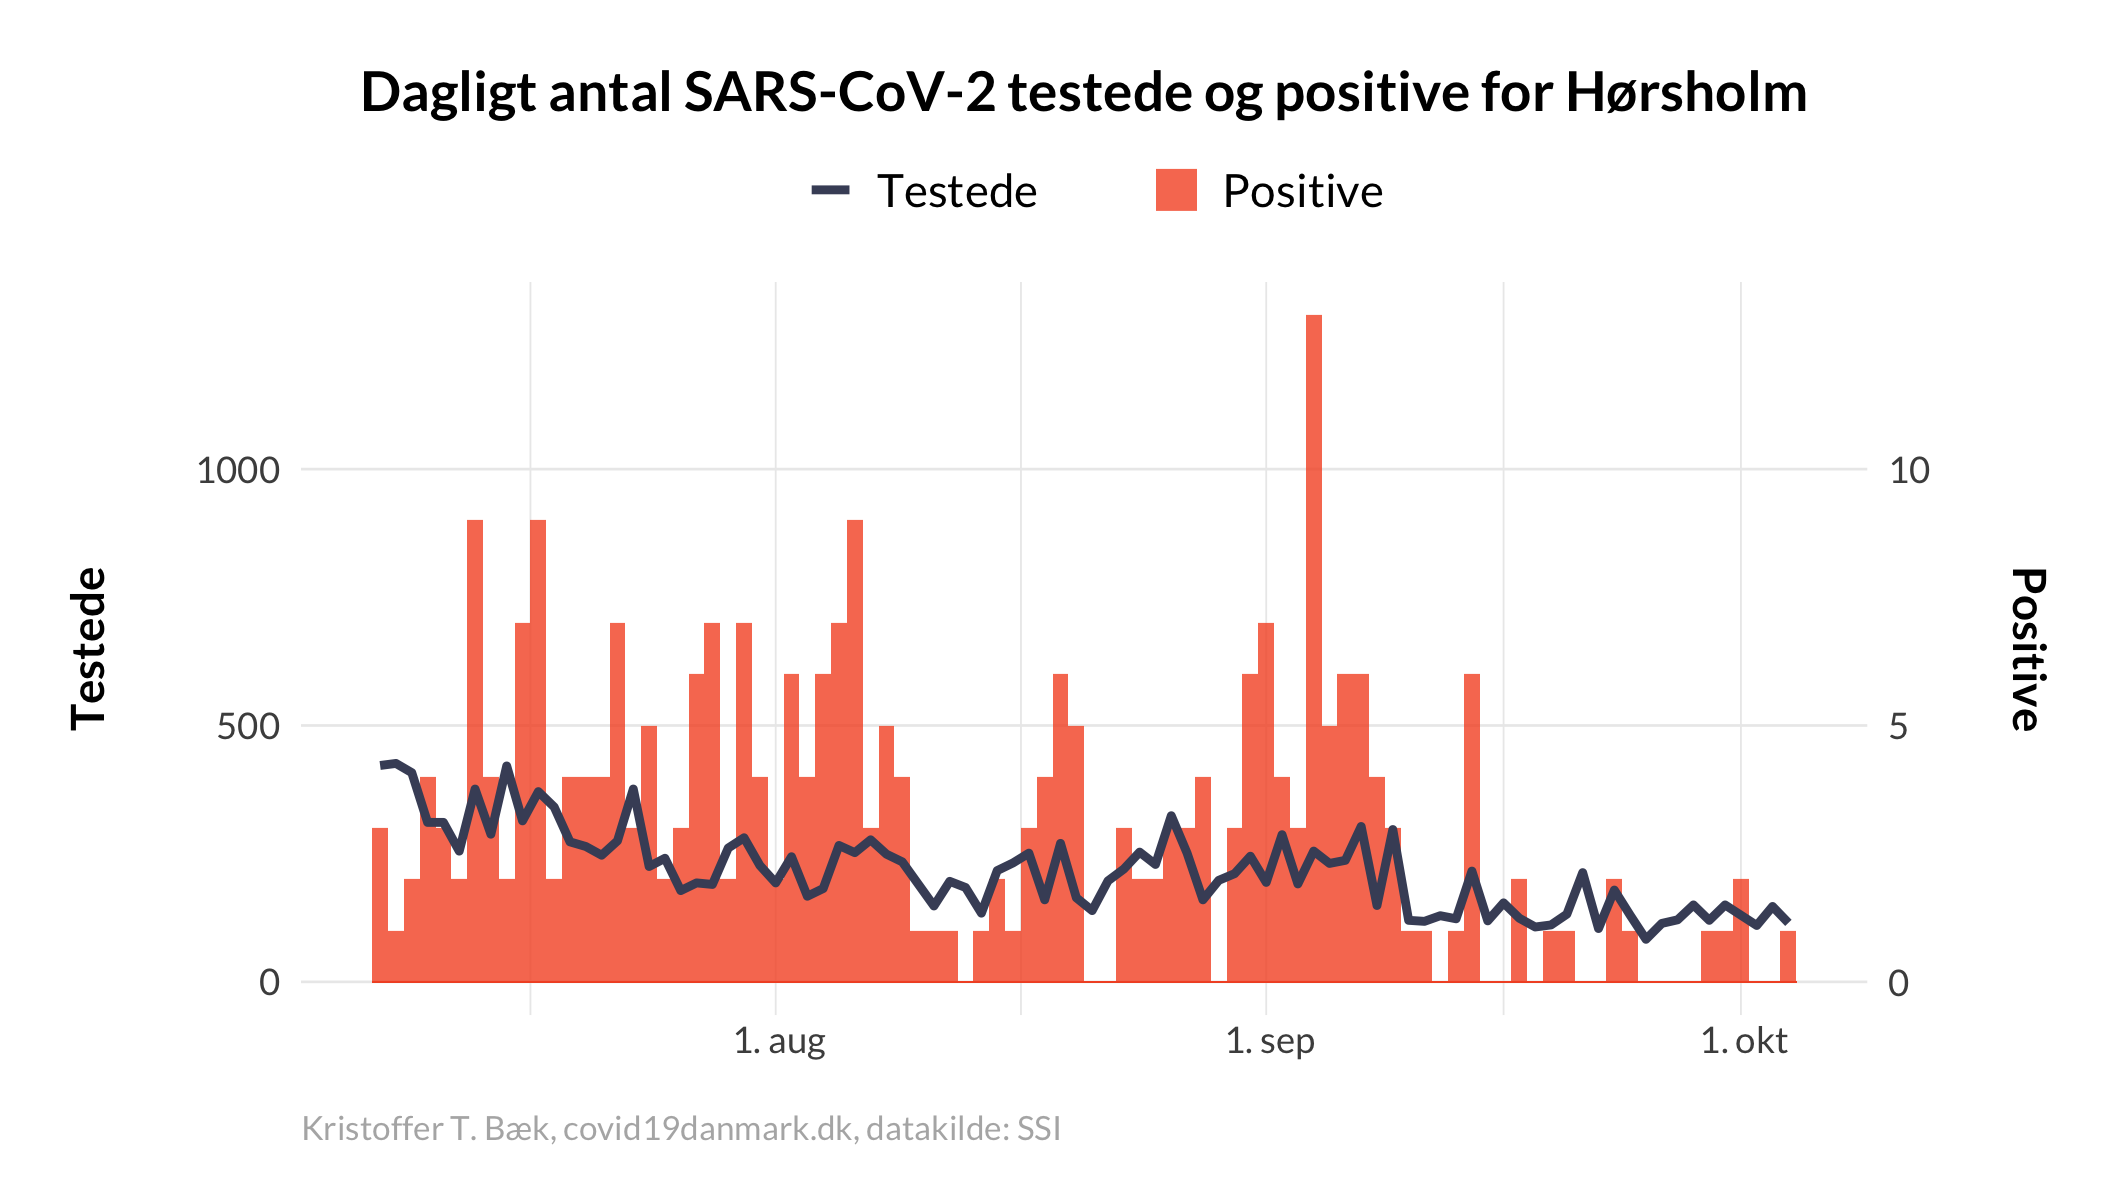 Dagligt antal SARS-CoV-2 testede og positive for Hørsholm
Testede
Positive
1000
500
0
Testede
10
5
0
Positive
1. aug
1. sep
1. okt
Kristoffer T. Bæk, covid19danmark.dk, datakilde: SSI